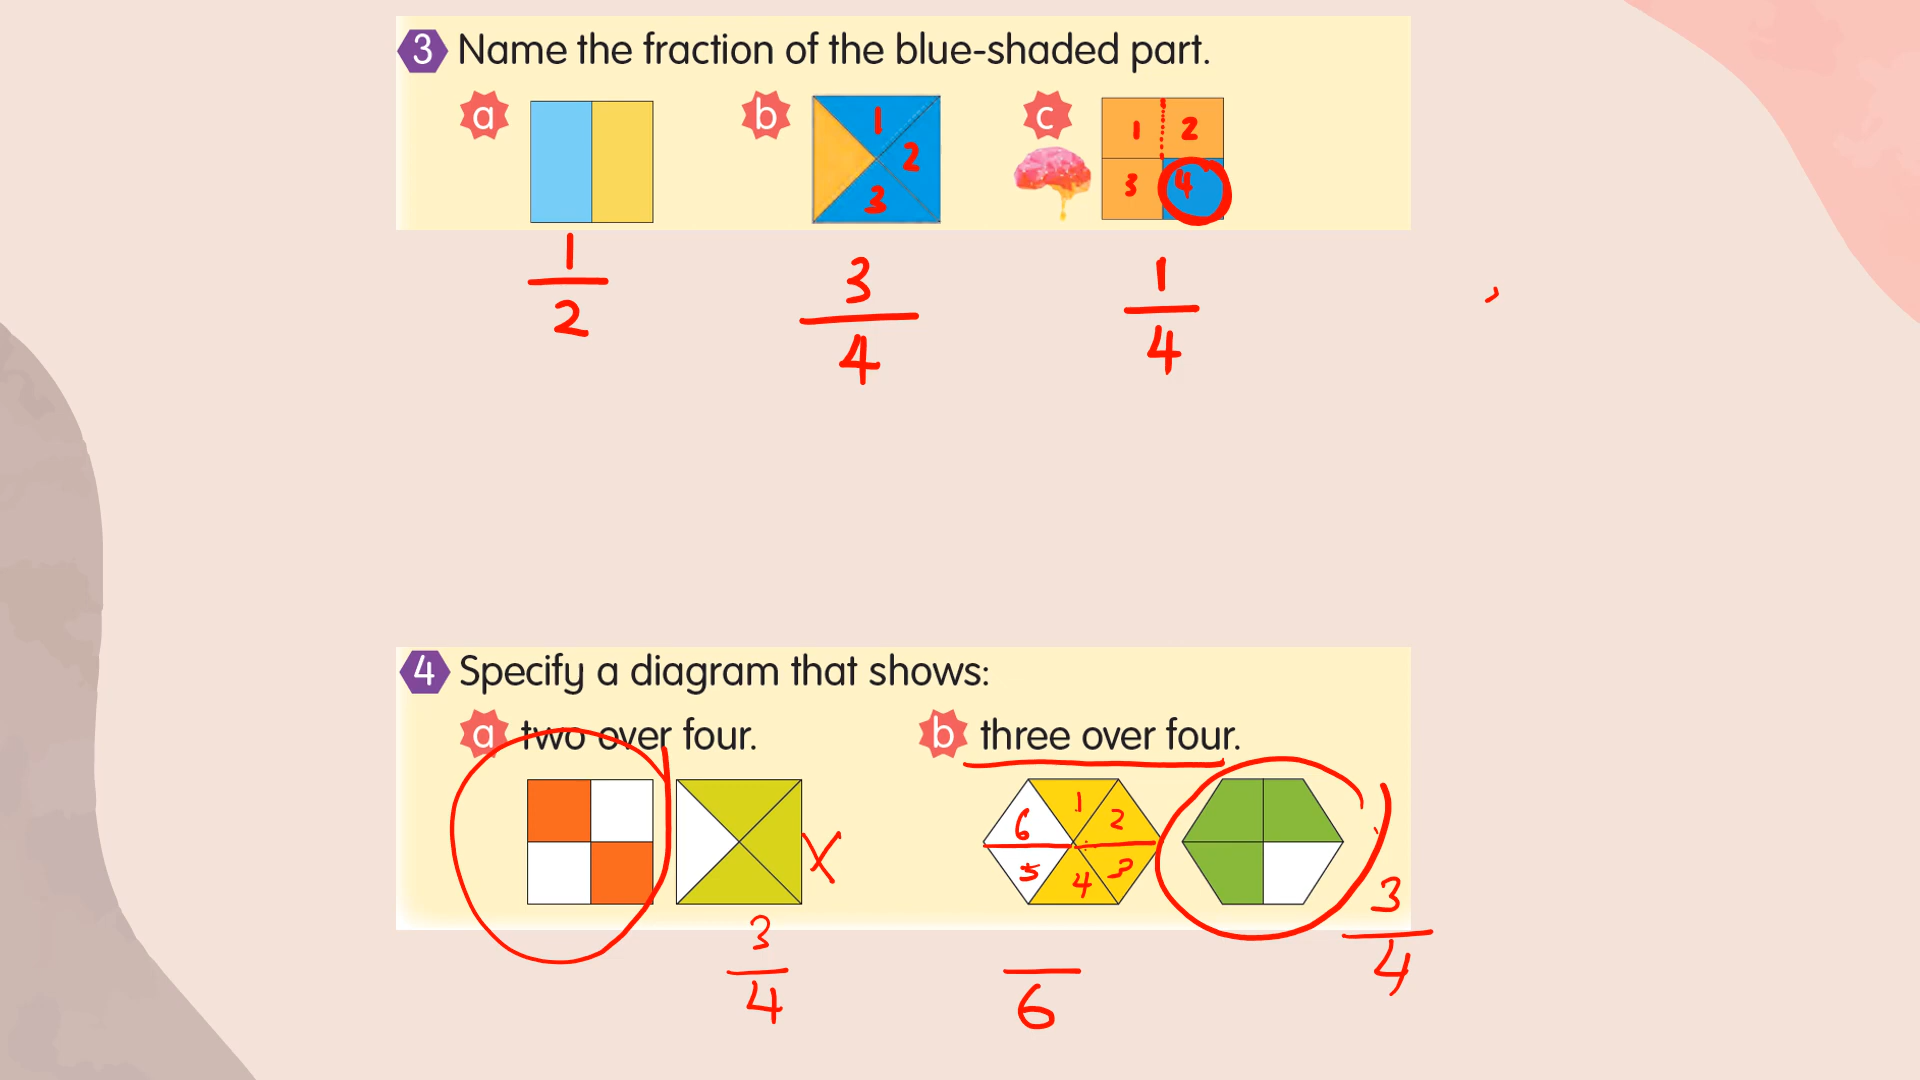 3 Name the fraction of the blue-shaded part.
a b c
1 2 3
1 2 3 4
1/2 3/4 1/4
4 Specify a diagram that shows:
a two over four. b three over four.
1 2 3 4 5 6
X
3/4 /6 3/4